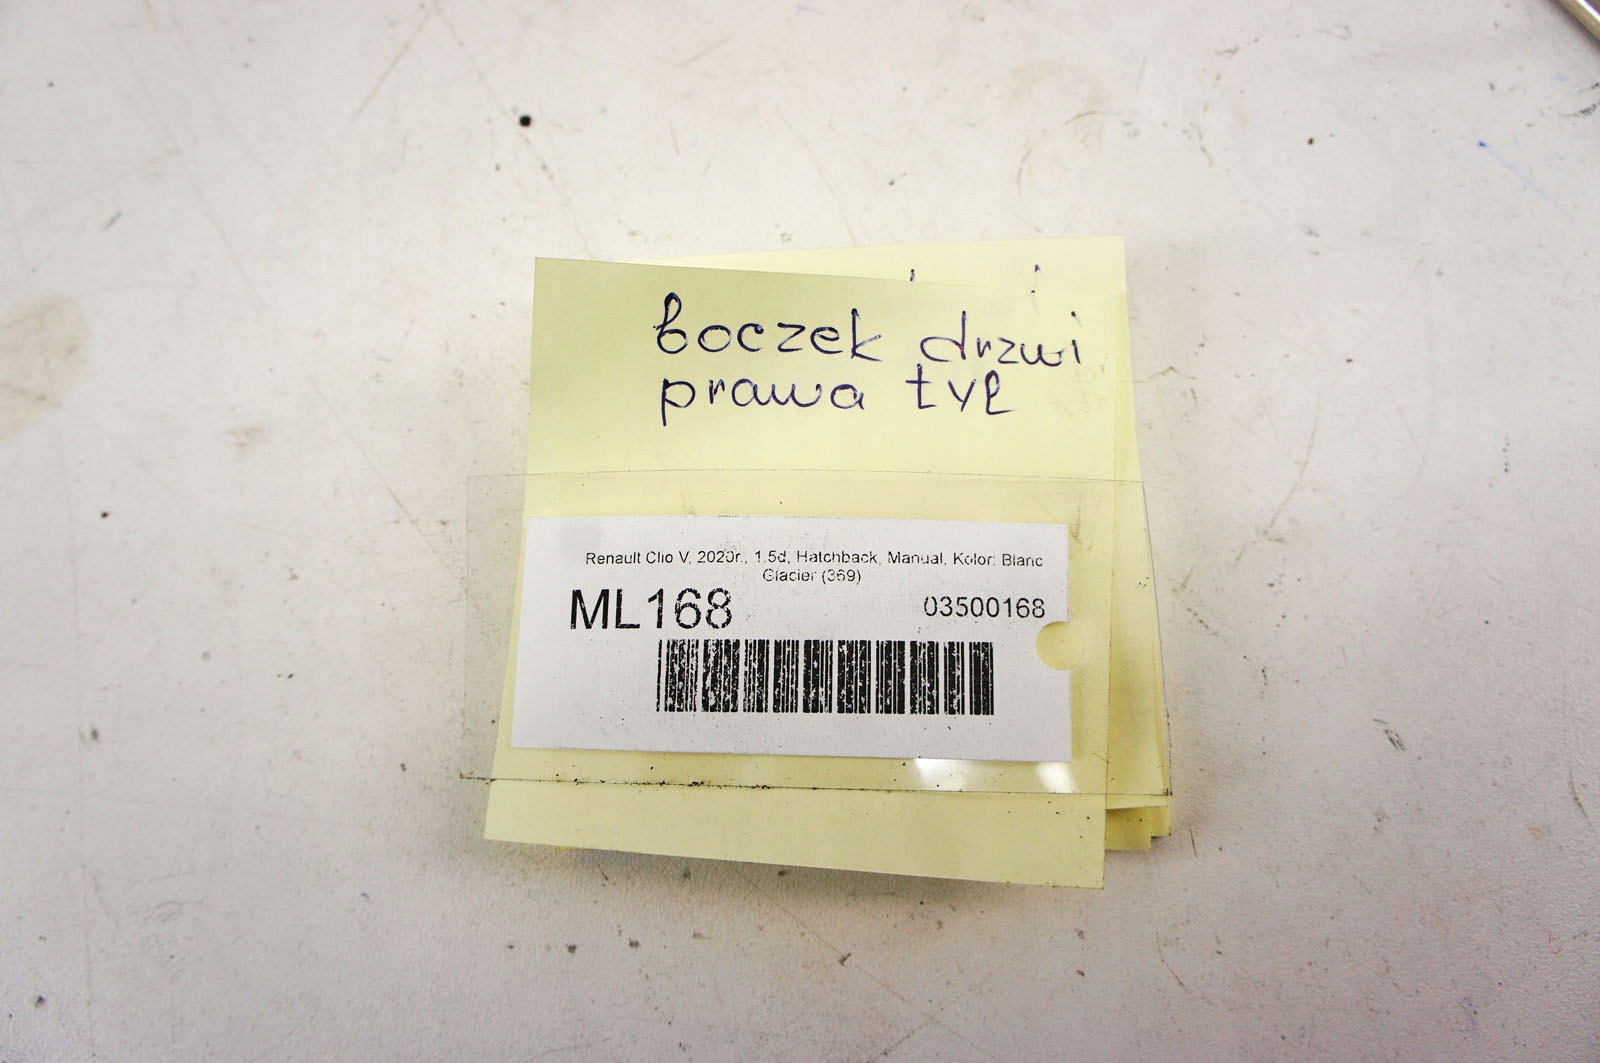 boczek drzwi
prawa tył
Renault Clio V, 2020r., 1.5d, Hatchback, Manual, Kolor: Blanc
Glacier (369)
ML168
03500168